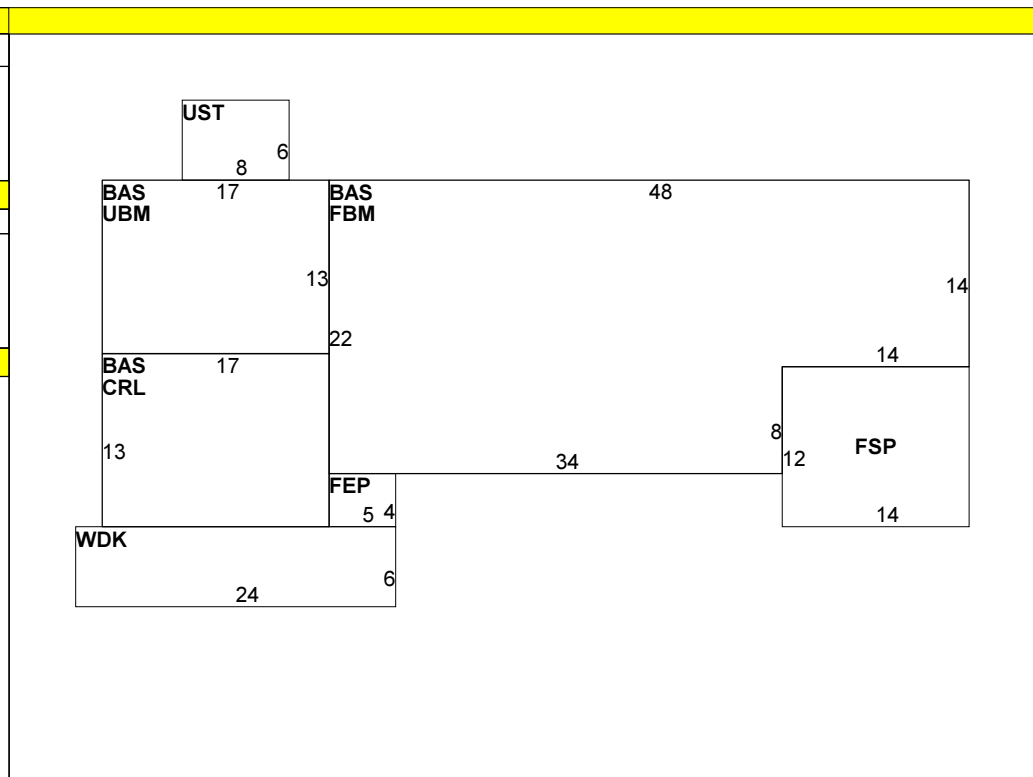 UST
6
8
BAS 17 BAS 48
UBM FBM
13
14
22
BAS 17 14
CRL
8
FSP
13 12
34
FEP
5 4 14
WDK
6
24